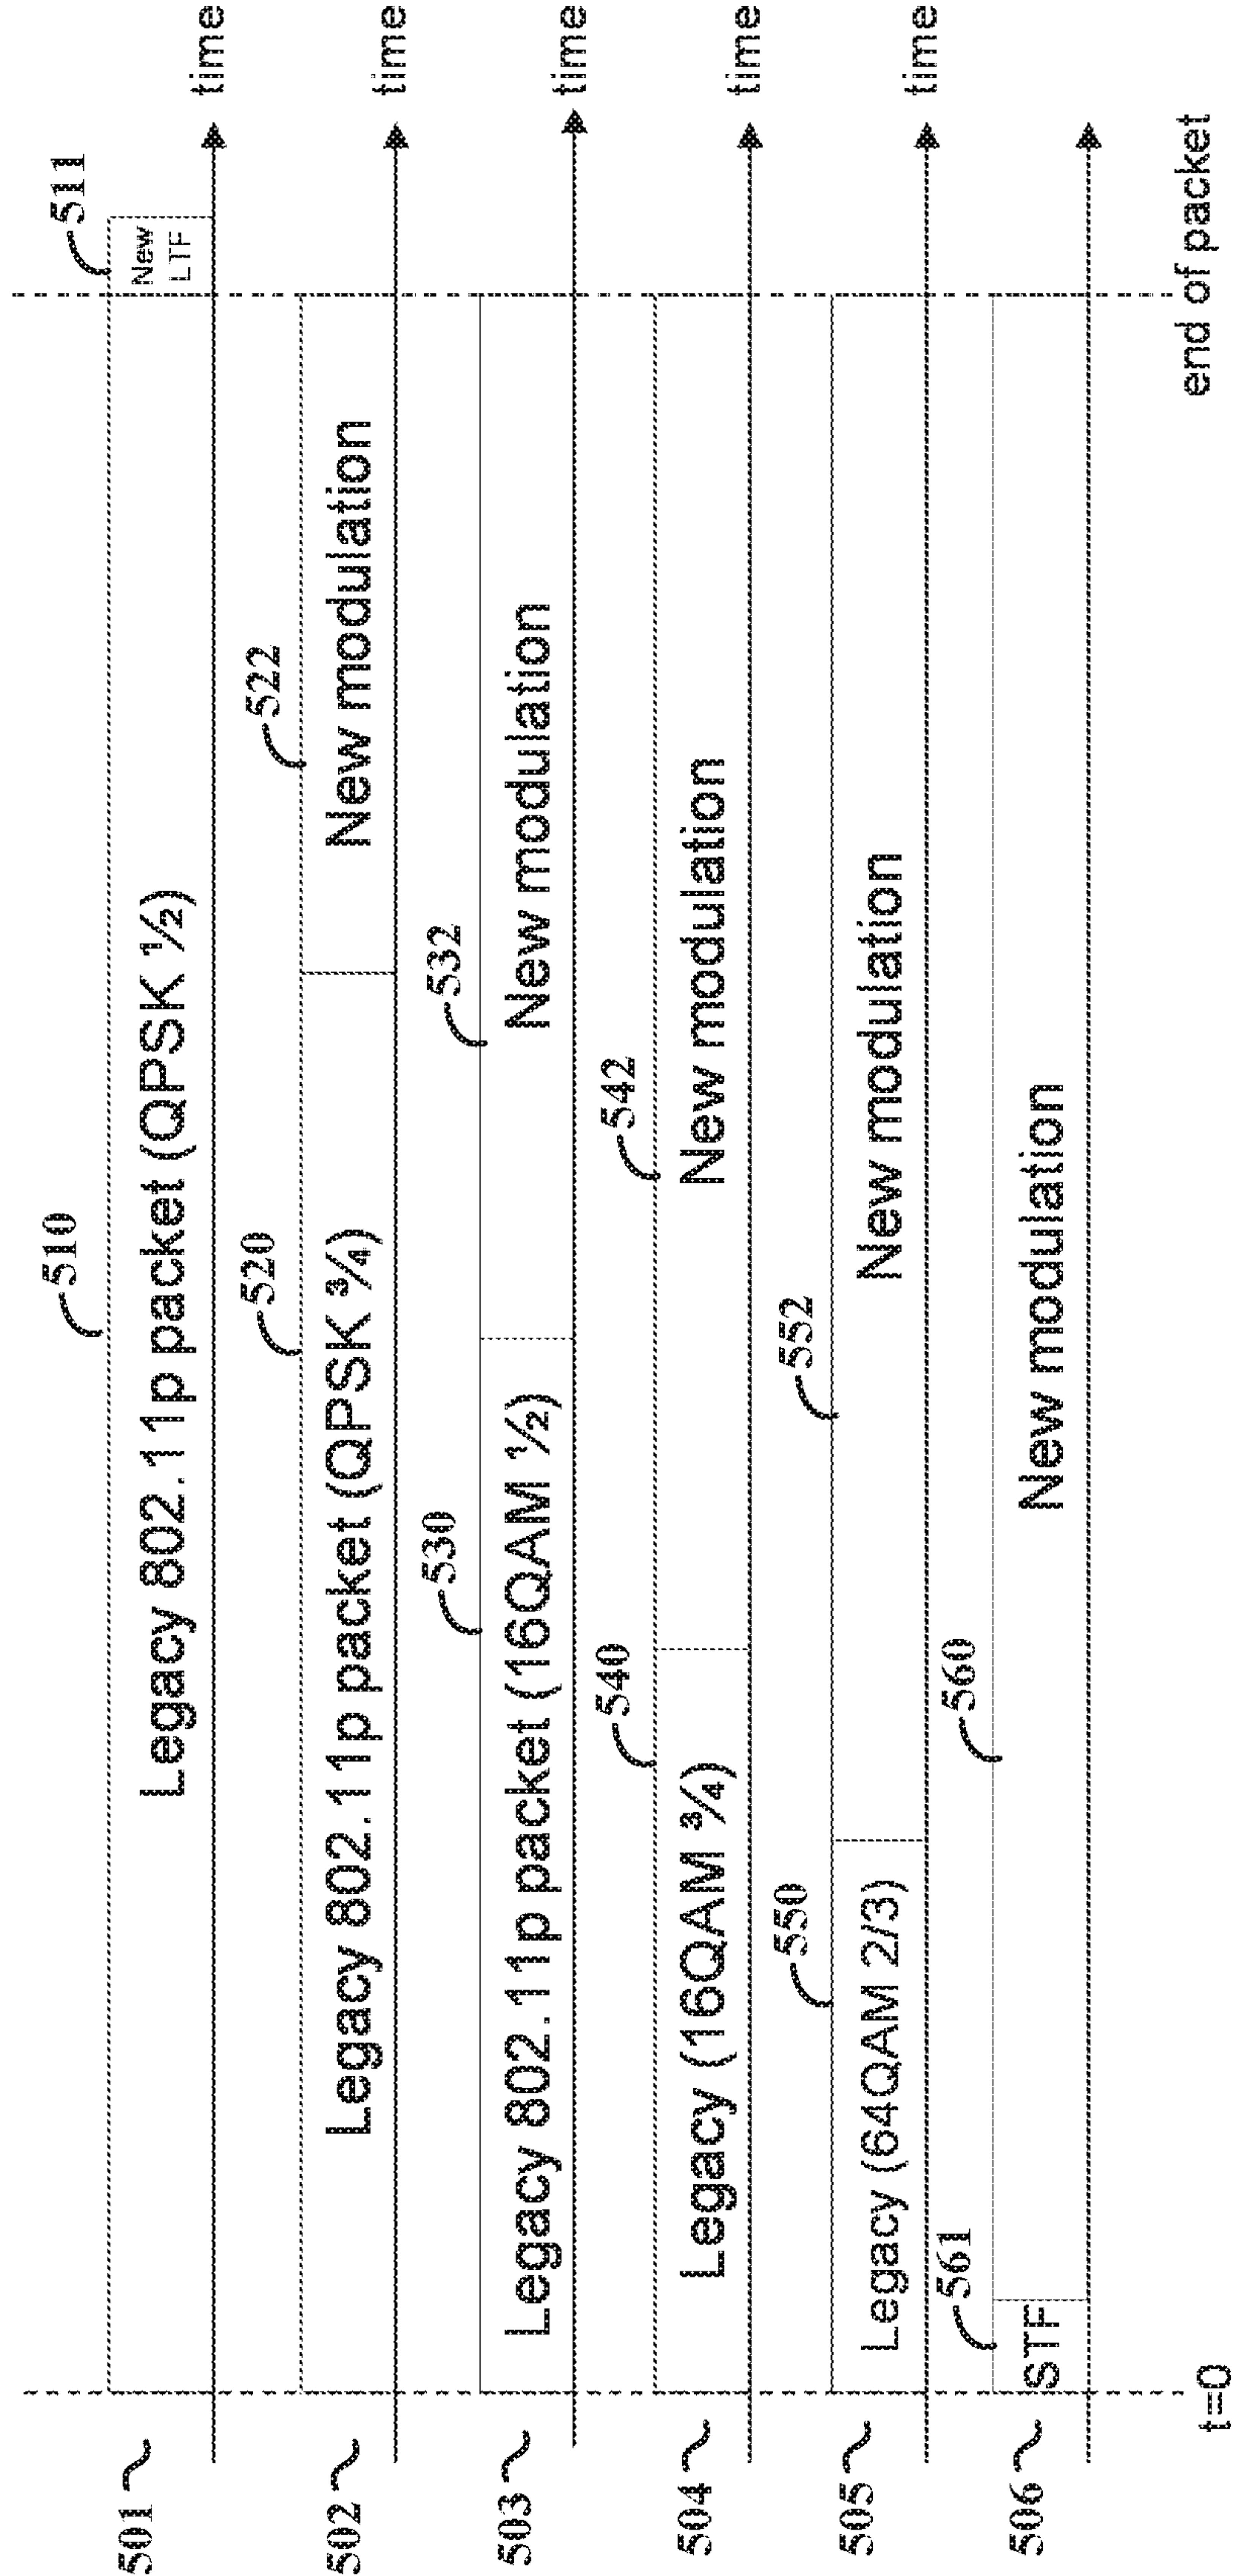 510
511
501
Legacy 802.11p packet (QPSK ½)
New
LTF
time
520
522
502
Legacy 802.11p packet (QPSK ¾)
New modulation
time
530
532
503
Legacy 802.11p packet (16QAM ½)
New modulation
time
540
542
504
Legacy (16QAM ¾)
New modulation
time
550
552
505
Legacy (64QAM 2/3)
New modulation
time
561
560
506
STF
New modulation
t=0
end of packet